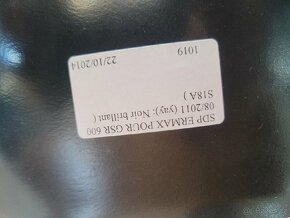 SDP ERMAX POUR GSR 600
08/2011 (yay); Noir brillant (
S18A )
22/10/2014 1019